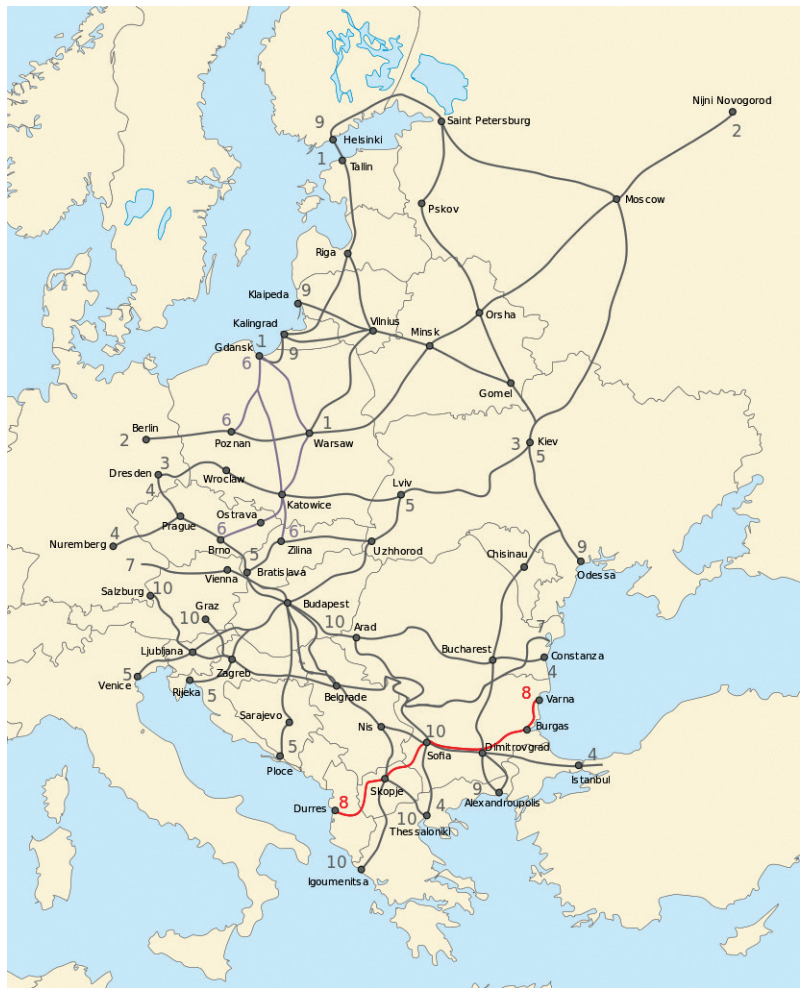 Nijni Novogorod
2
9
Saint Petersburg
Helsinki
1
Tallin
Moscow
Pskov
Riga
Klaipeda
9
Orsha
Kalingrad
Vilnius
Minsk
Gdansk
1
9
6
Gomel
6
1
Berlin
2
Poznan
Warsaw
3
Kiev
5
Dresden
3
4
Wroclaw
Lviv
5
Katowice
Ostrava
Prague
6
6
4
Nuremberg
Brno
5
Zilina
Uzhhorod
Chisinau
9
Odessa
7
Vienna
Bratislava
Salzburg
10
Graz
10
Budapest
10
Arad
7
Ljubljana
Bucharest
Constanza
4
Zagreb
5
Venice
Rijeka
5
Belgrade
8
Varna
Sarajevo
Nis
10
Burgas
5
Sofia
Dimitrovgrad
4
Ploce
Istanbul
Skopje
9
Durres
8
Alexandroupolis
4
10
Thessaloniki
10
Igoumenitsa